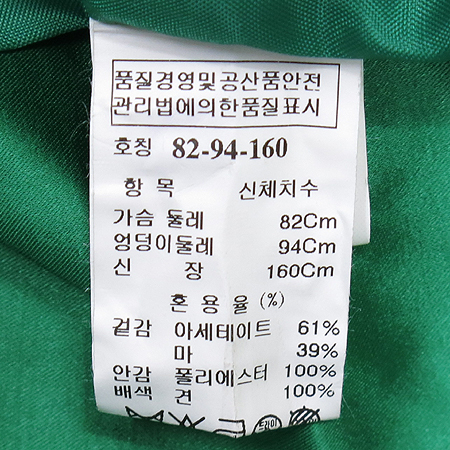 품질경영및공산품안전
관리법에의한품질표시
호칭 82-94-160
항 목 신체치수
가슴 둘레 82Cm
엉덩이둘레 94Cm
신 장 160Cm
혼 용 율 (%)
겉감 아세테이트 61%
마 39%
안감 폴리에스터 100%
배색 견 100%
드라이